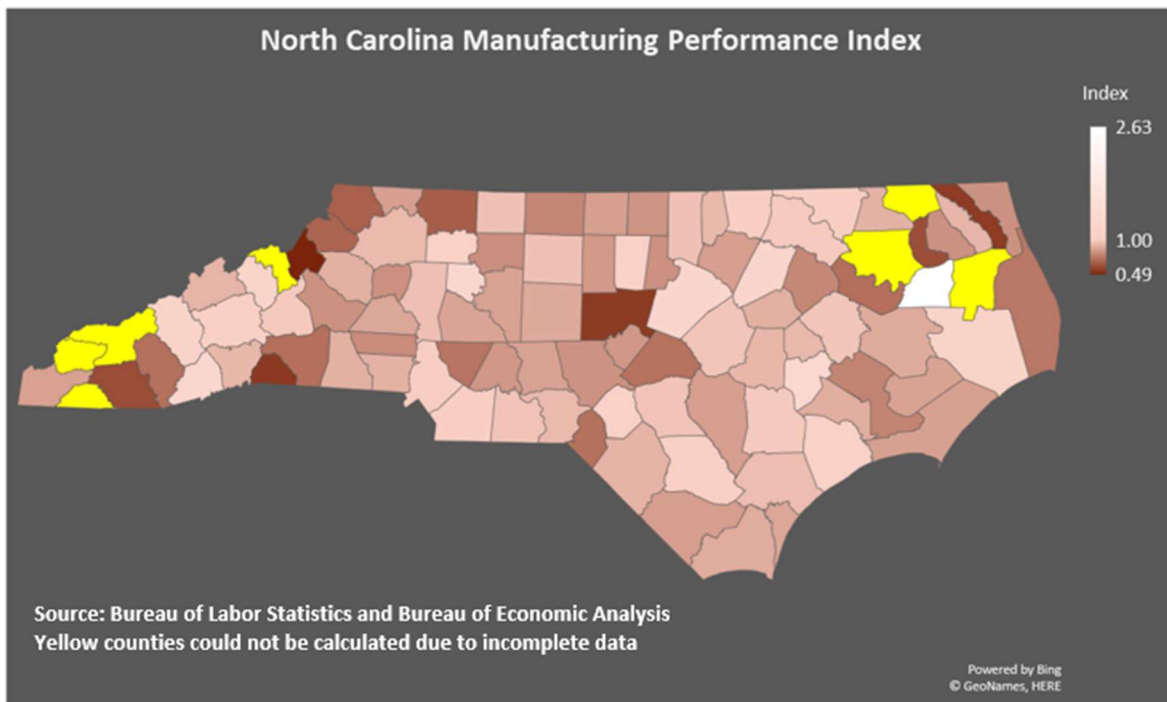 North Carolina Manufacturing Performance Index
Index
2.63
1.00
0.49
Source: Bureau of Labor Statistics and Bureau of Economic Analysis
Yellow counties could not be calculated due to incomplete data
Powered by Bing
© GeoNames, HERE